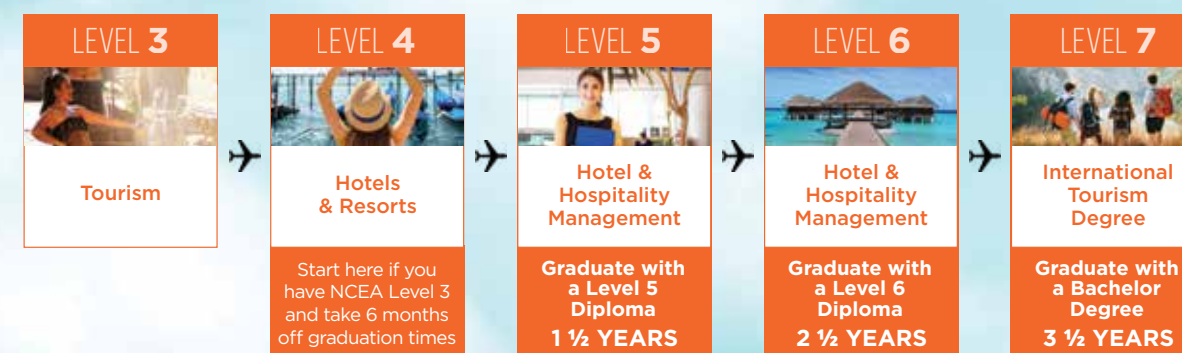 LEVEL 3
Tourism
LEVEL 4
Hotels
& Resorts
Start here if you
have NCEA Level 3
and take 6 months
off graduation times
LEVEL 5
Hotel &
Hospitality
Management
Graduate with
a Level 5
Diploma
1 ½ YEARS
LEVEL 6
Hotel &
Hospitality
Management
Graduate with
a Level 6
Diploma
2 ½ YEARS
LEVEL 7
International
Tourism
Degree
Graduate with
a Bachelor
Degree
3 ½ YEARS